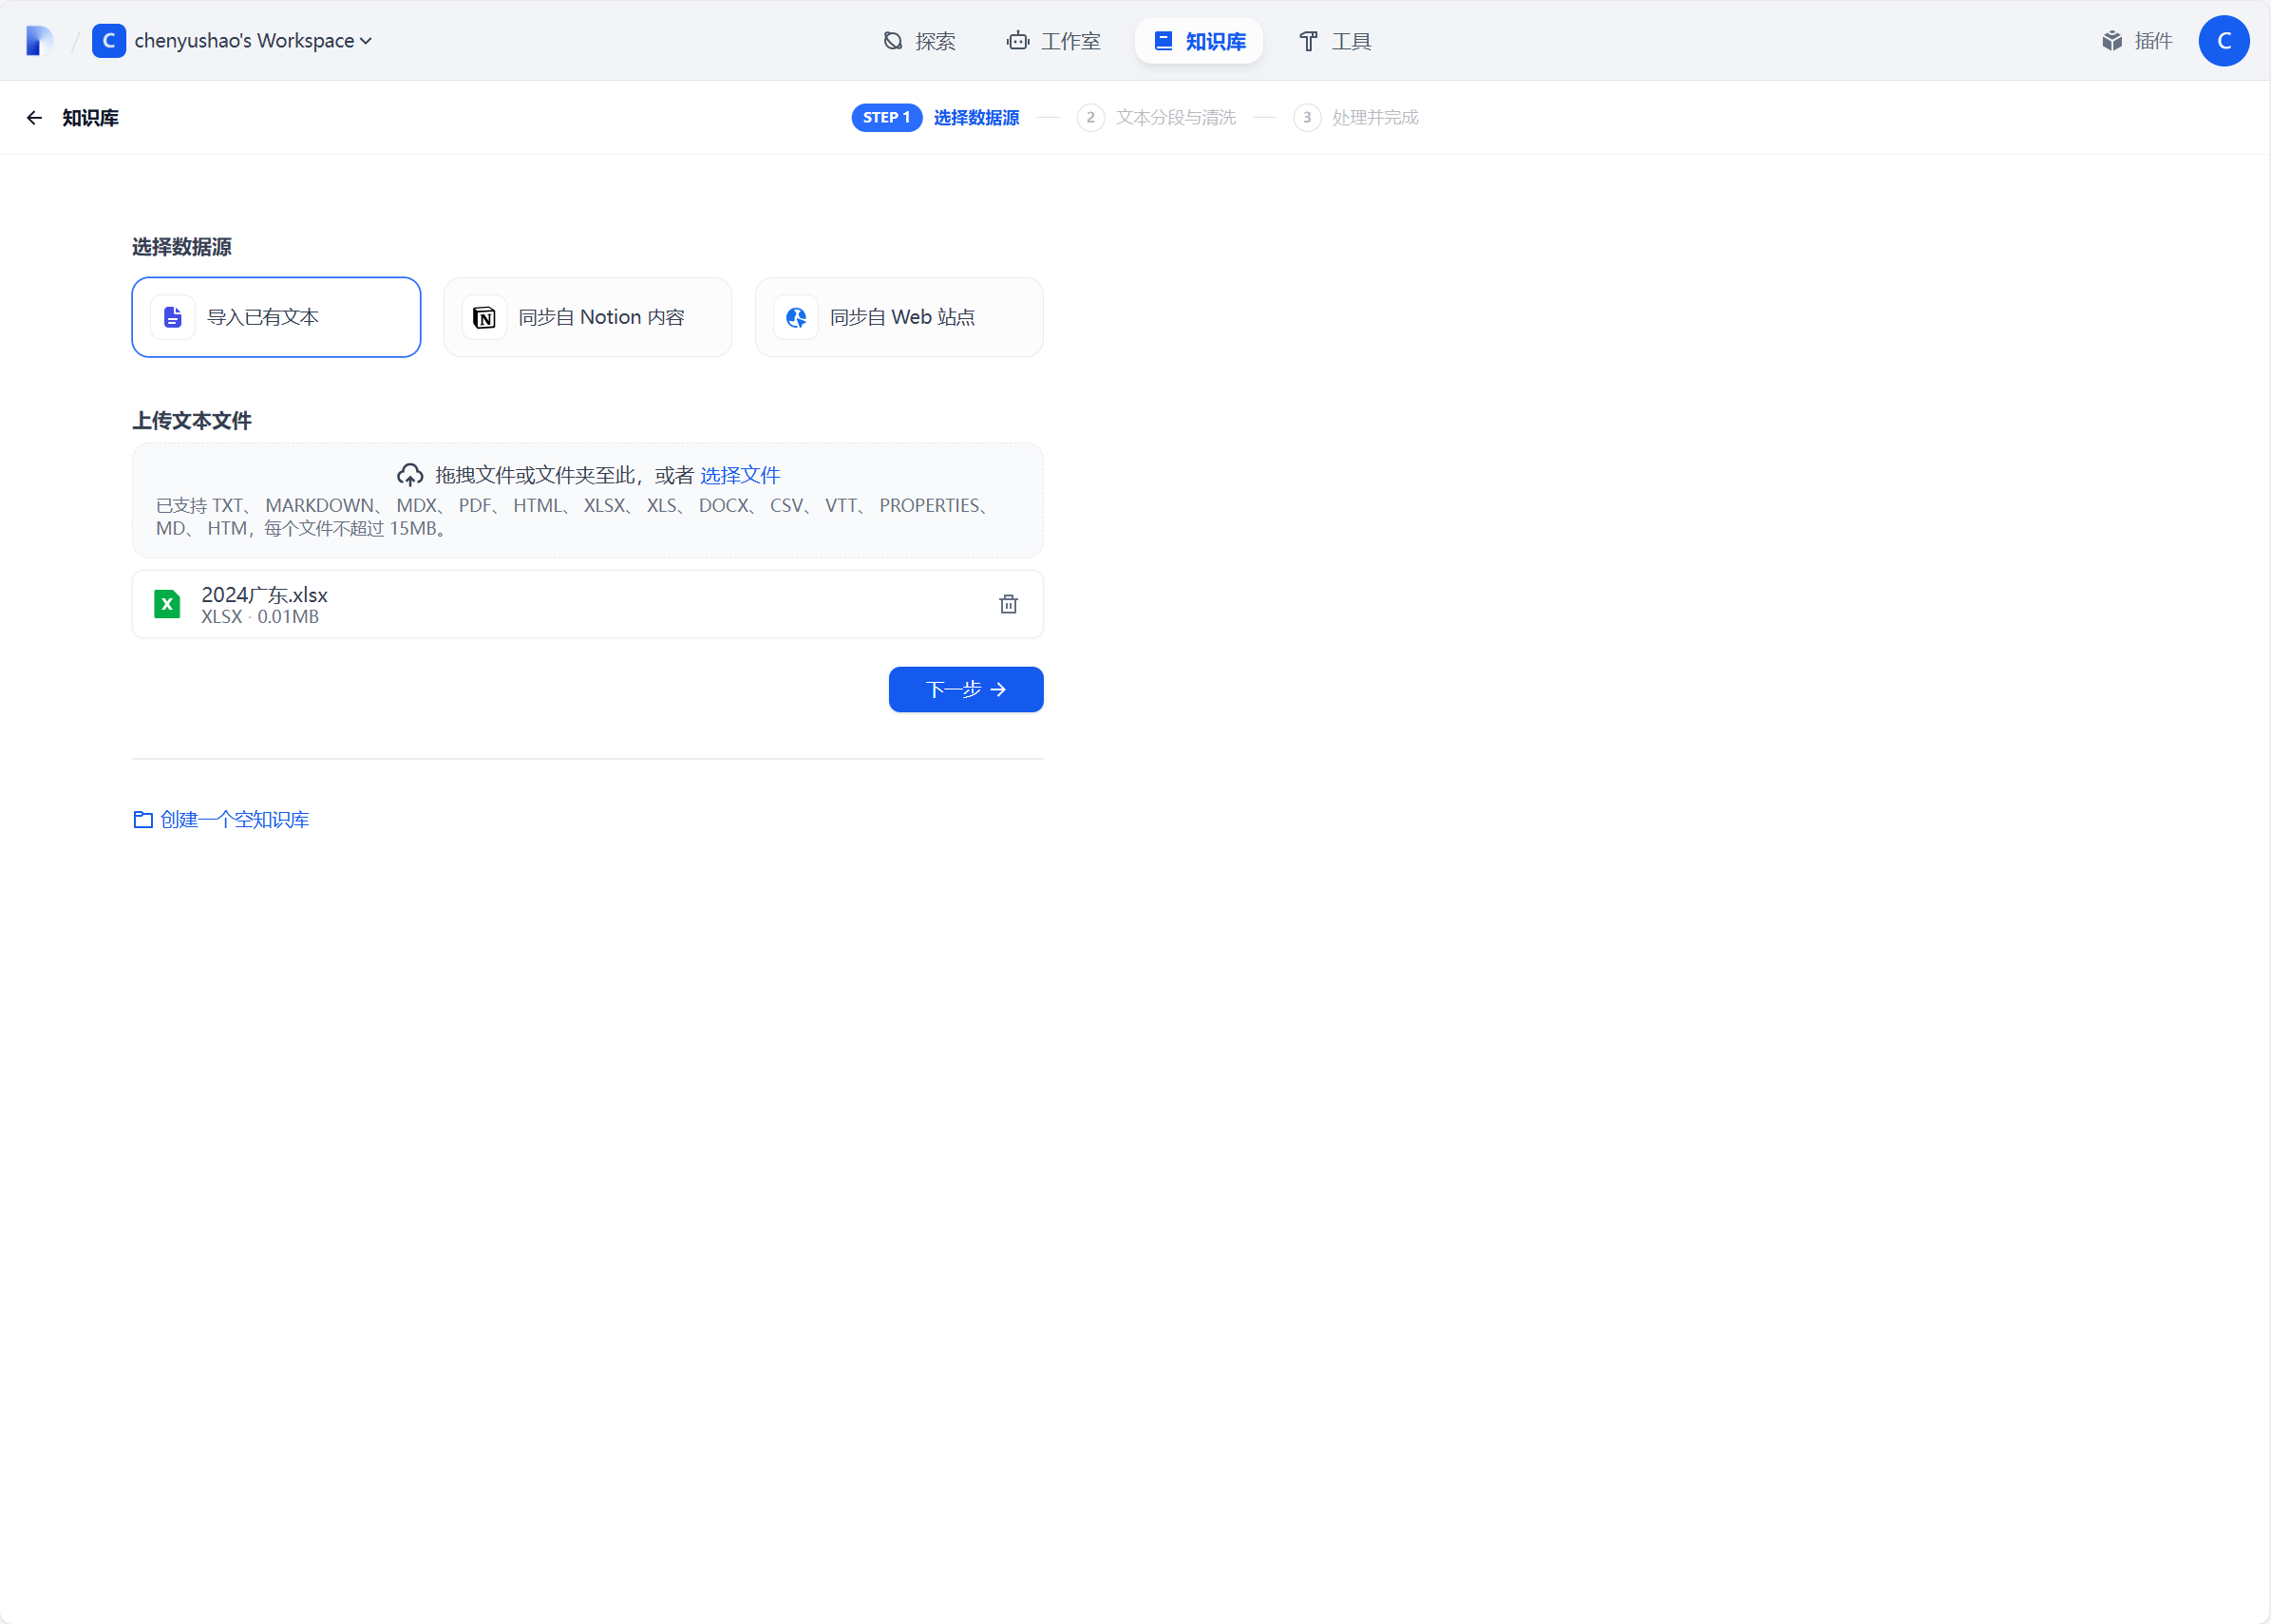 C chenyushao's Workspace
探索
工作室
知识库
工具
插件
C
知识库
STEP 1 选择数据源
2 文本分段与清洗
3 处理并完成
选择数据源
导入已有文本
同步自 Notion 内容
同步自 Web 站点
上传文本文件
拖拽文件或文件夹至此，或者 选择文件
已支持 TXT、 MARKDOWN、 MDX、 PDF、 HTML、 XLSX、 XLS、 DOCX、 CSV、 VTT、 PROPERTIES、
MD、 HTM，每个文件不超过 15MB。
X
2024广东.xlsx
XLSX · 0.01MB
下一步
创建一个空知识库